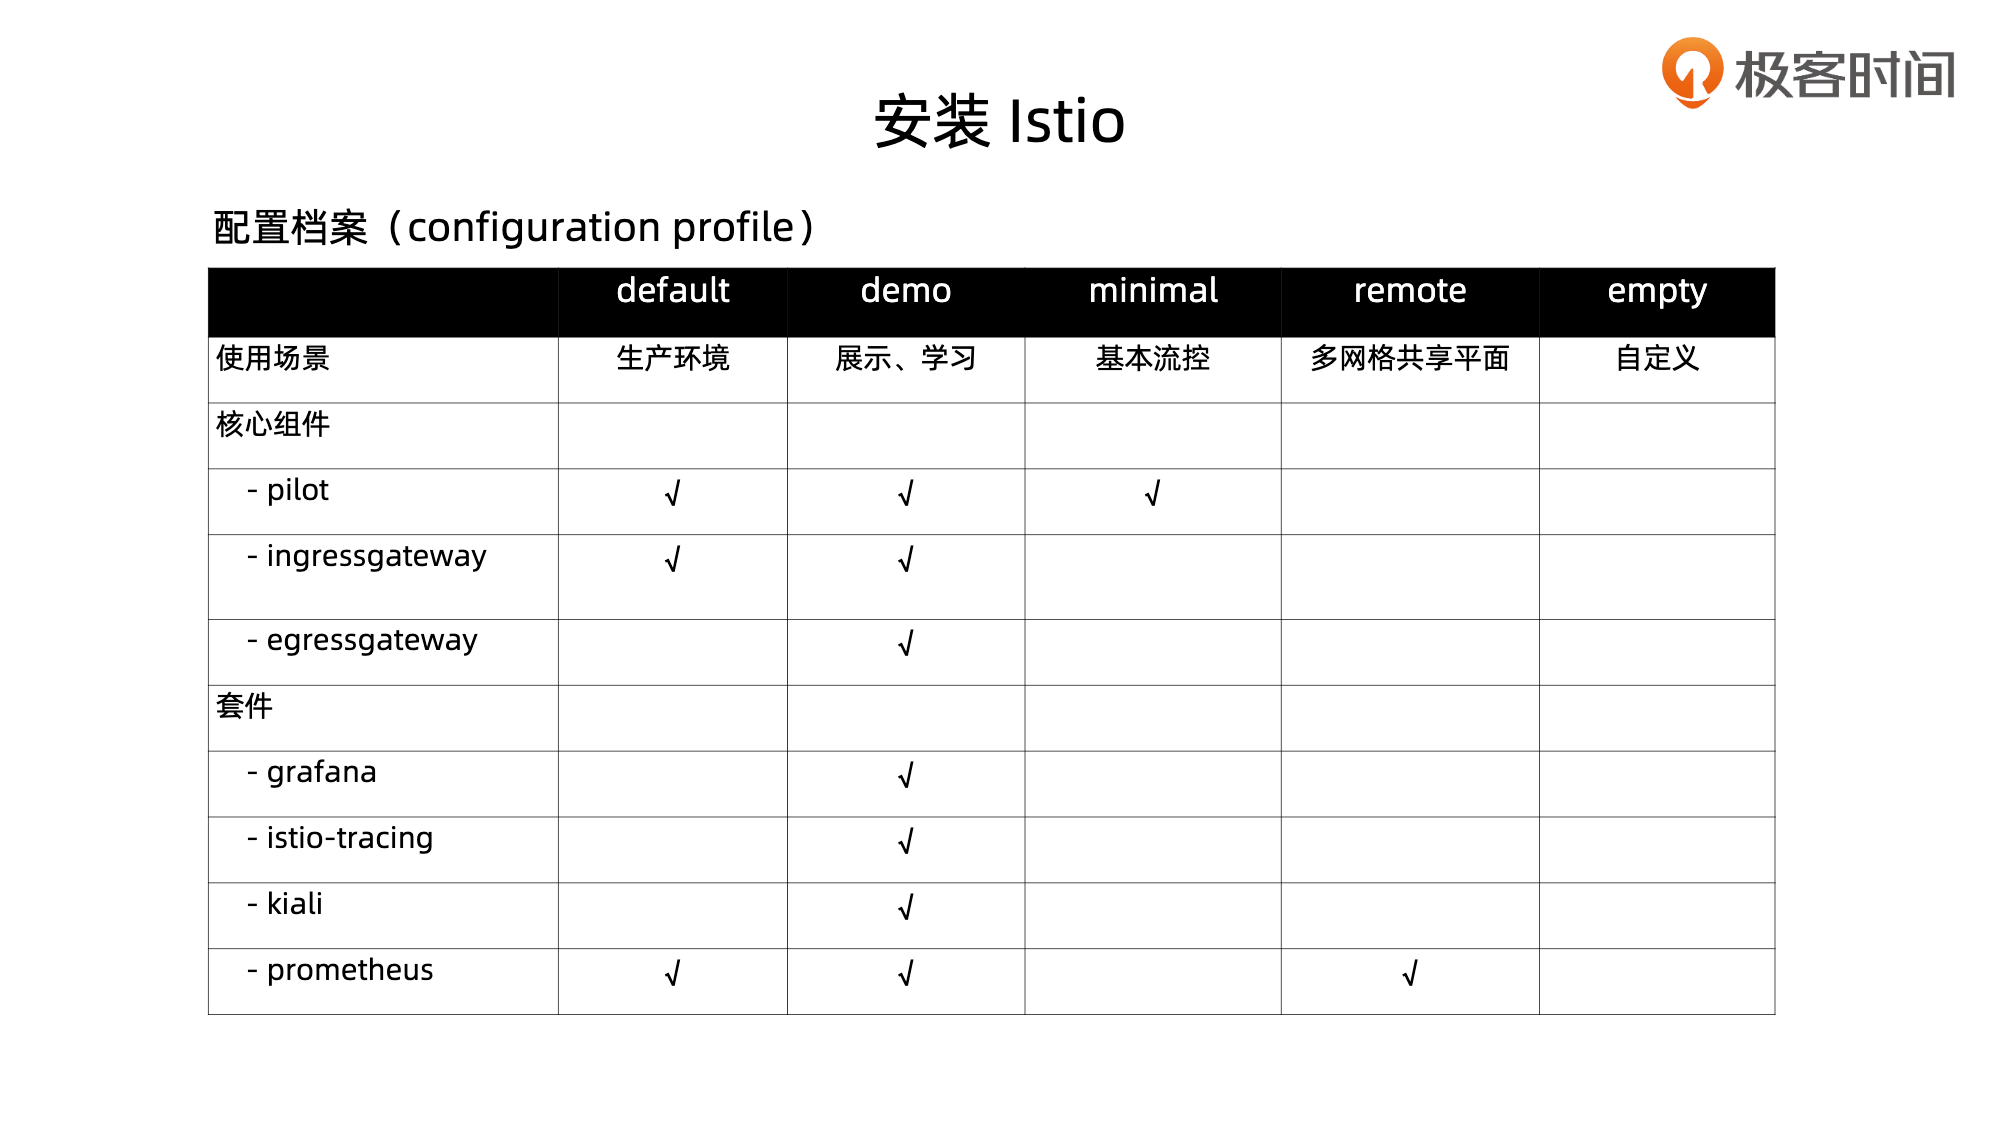 极客时间
安装 Istio
配置档案（configuration profile）
default demo minimal remote empty
使用场景 生产环境 展示、学习 基本流控 多网格共享平面 自定义
核心组件
- pilot √ √ √
- ingressgateway √ √
- egressgateway √
套件
- grafana √
- istio-tracing √
- kiali √
- prometheus √ √ √